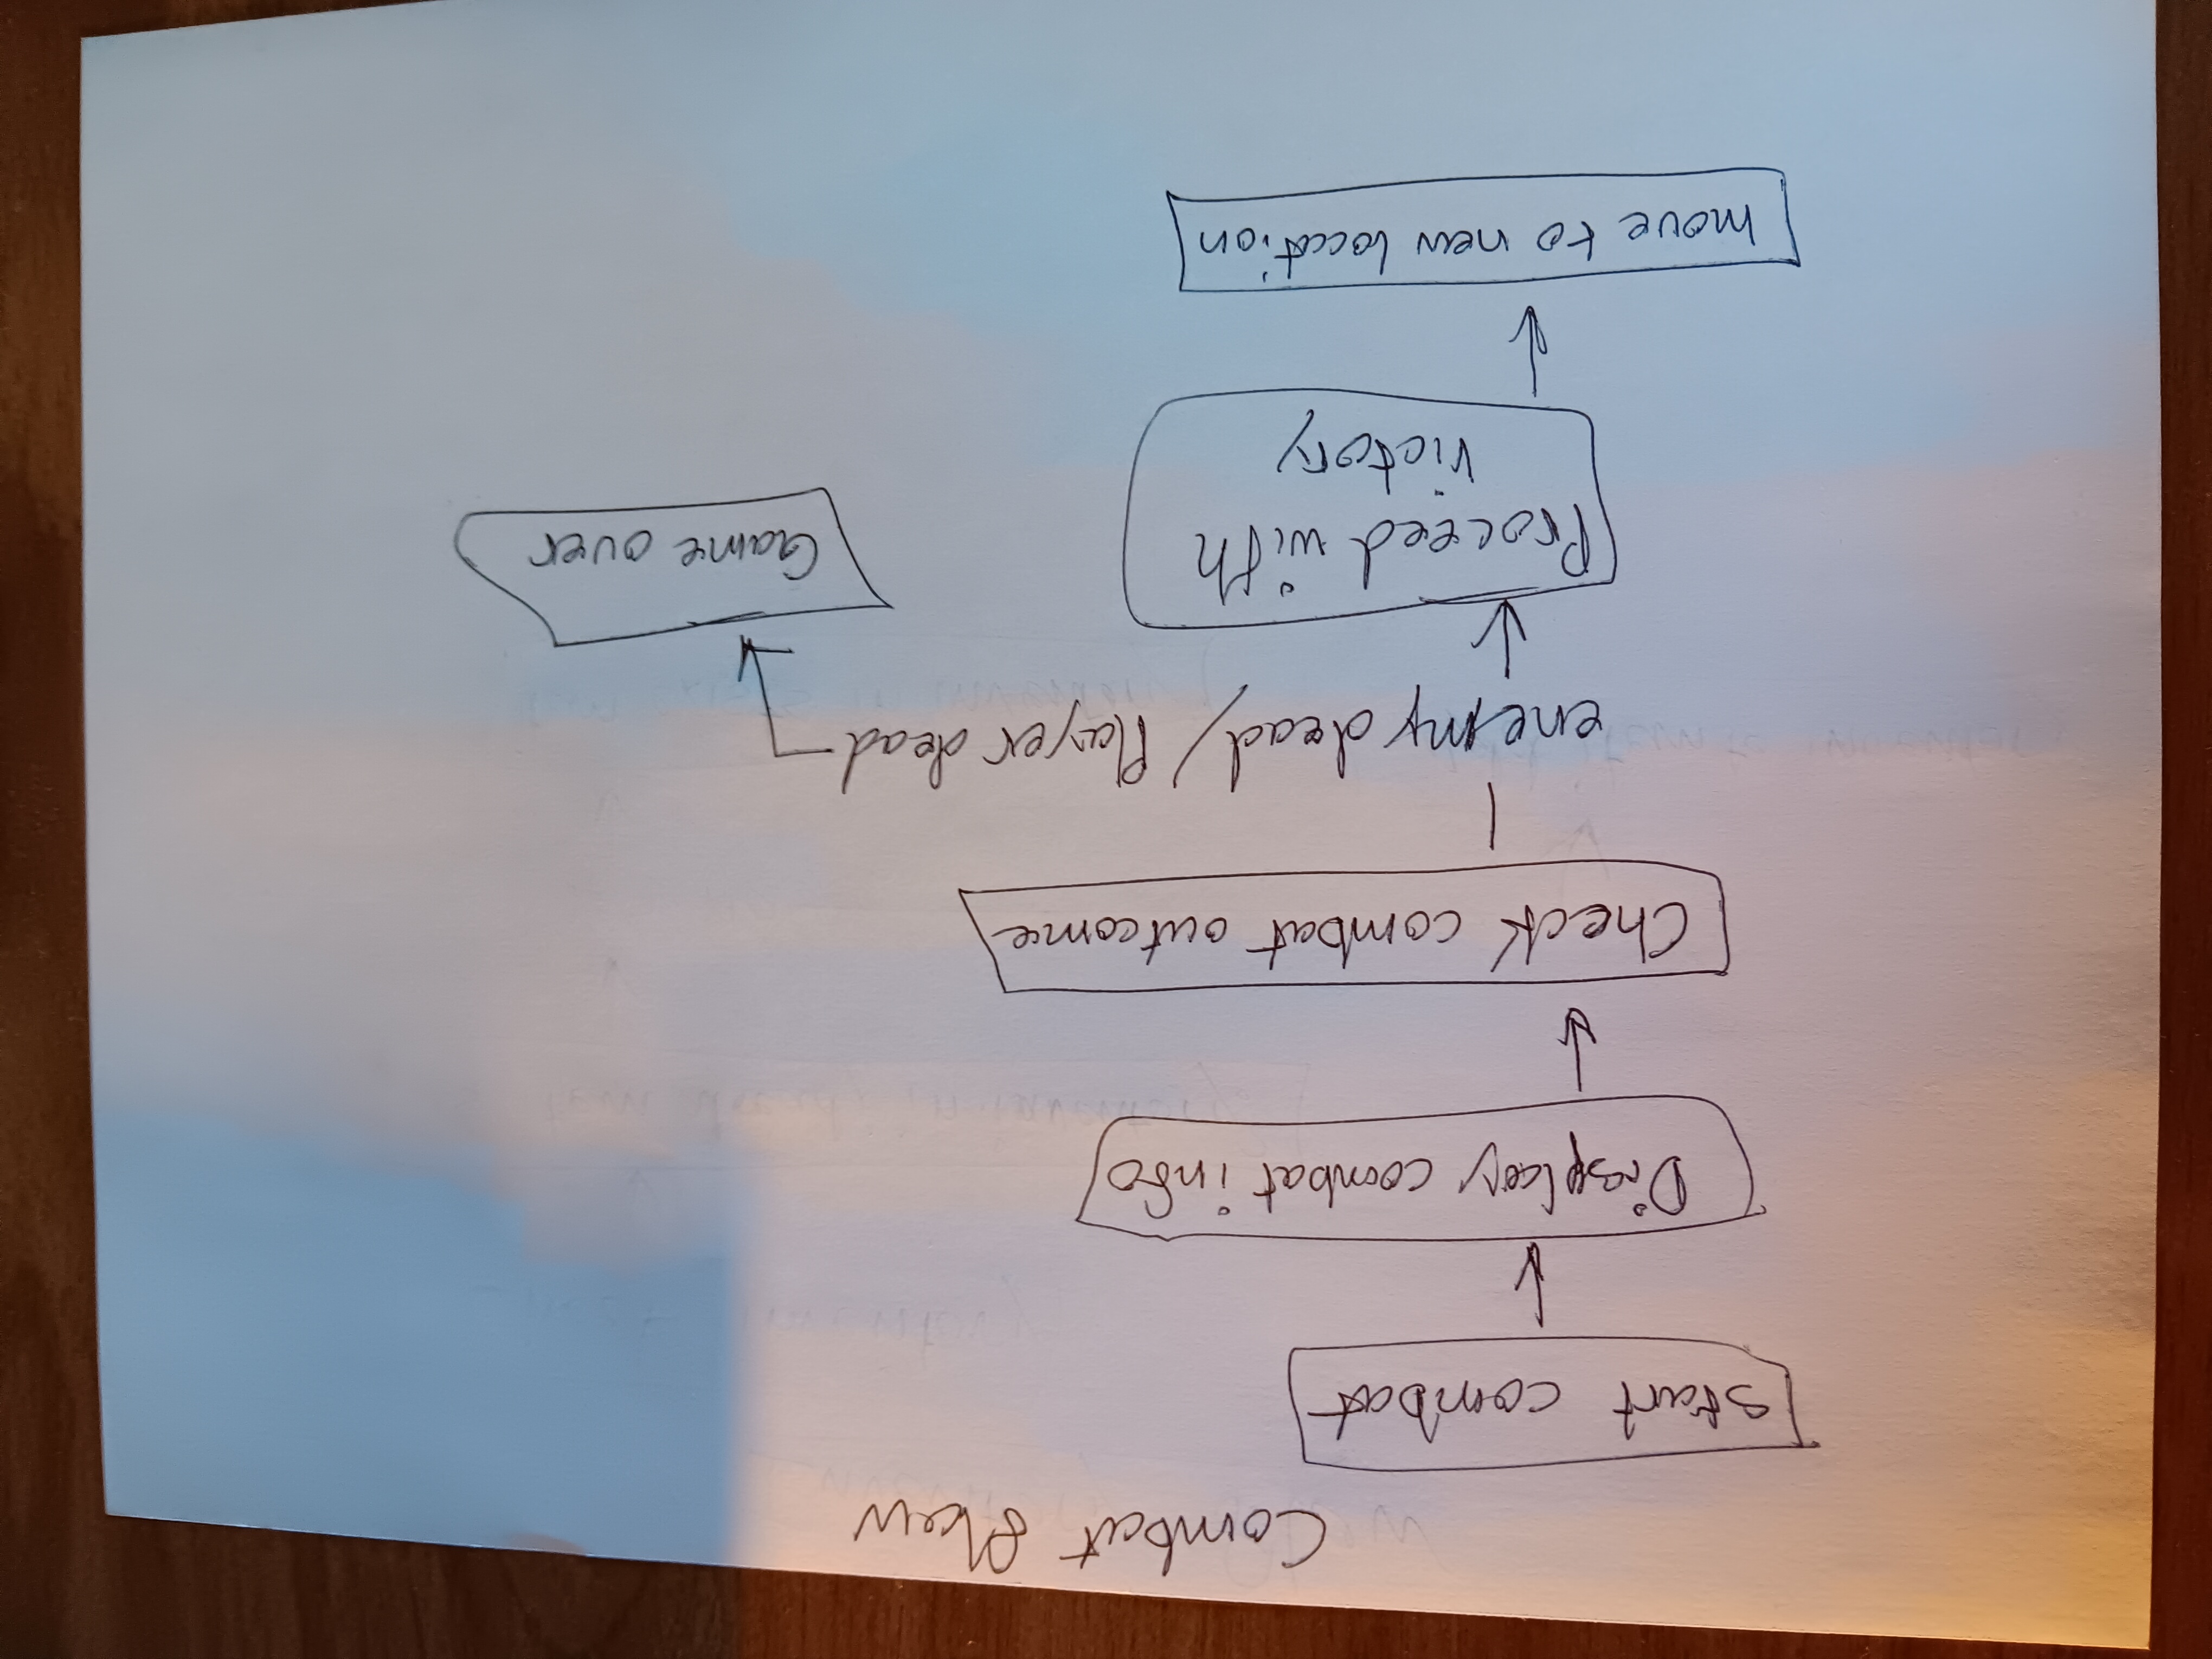 Combat flow
start combat
Display combat info
Check combat outcome
enemy dead / Player dead
Proceed with
victory
Game over
move to new location